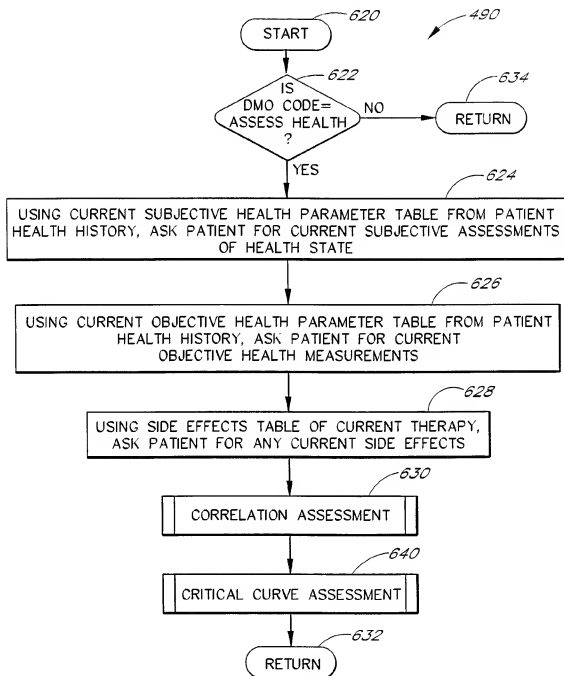 620
490
START
622
634
IS
DMO CODE=
ASSESS HEALTH
?
NO
RETURN
YES
624
USING CURRENT SUBJECTIVE HEALTH PARAMETER TABLE FROM PATIENT
HEALTH HISTORY, ASK PATIENT FOR CURRENT SUBJECTIVE ASSESSMENTS
OF HEALTH STATE
626
USING CURRENT OBJECTIVE HEALTH PARAMETER TABLE FROM PATIENT
HEALTH HISTORY, ASK PATIENT FOR CURRENT
OBJECTIVE HEALTH MEASUREMENTS
628
USING SIDE EFFECTS TABLE OF CURRENT THERAPY,
ASK PATIENT FOR ANY CURRENT SIDE EFFECTS
630
CORRELATION ASSESSMENT
640
CRITICAL CURVE ASSESSMENT
632
RETURN